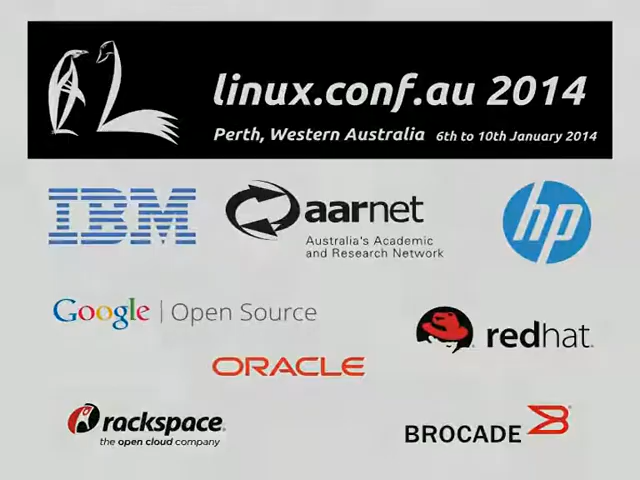 linux.conf.au 2014
Perth, Western Australia 6th to 10th January 2014
IBM
aarnet
Australia's Academic
and Research Network
hp
Google | Open Source
redhat.
ORACLE
rackspace
the open cloud company
BROCADE